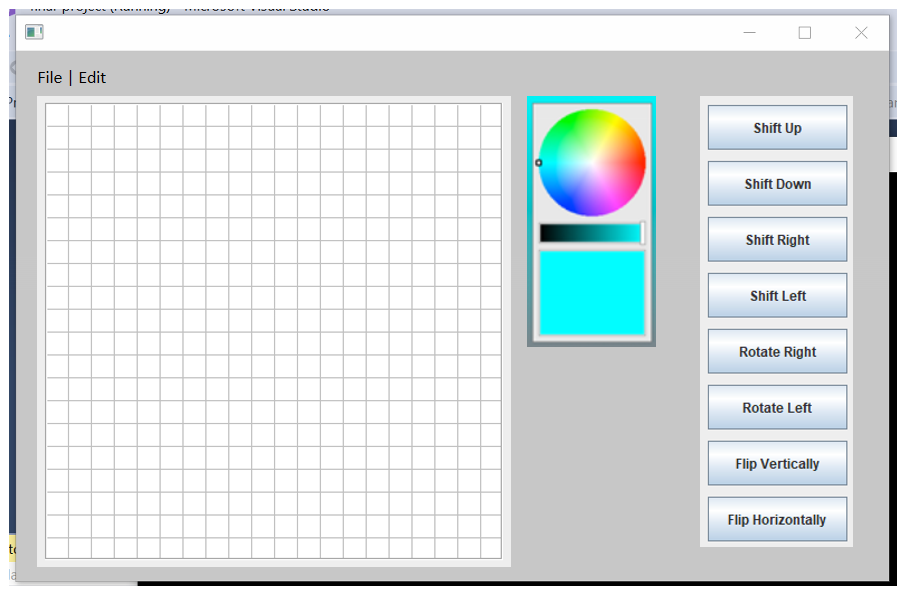 File | Edit
Shift Up
Shift Down
Shift Right
Shift Left
Rotate Right
Rotate Left
Flip Vertically
Flip Horizontally